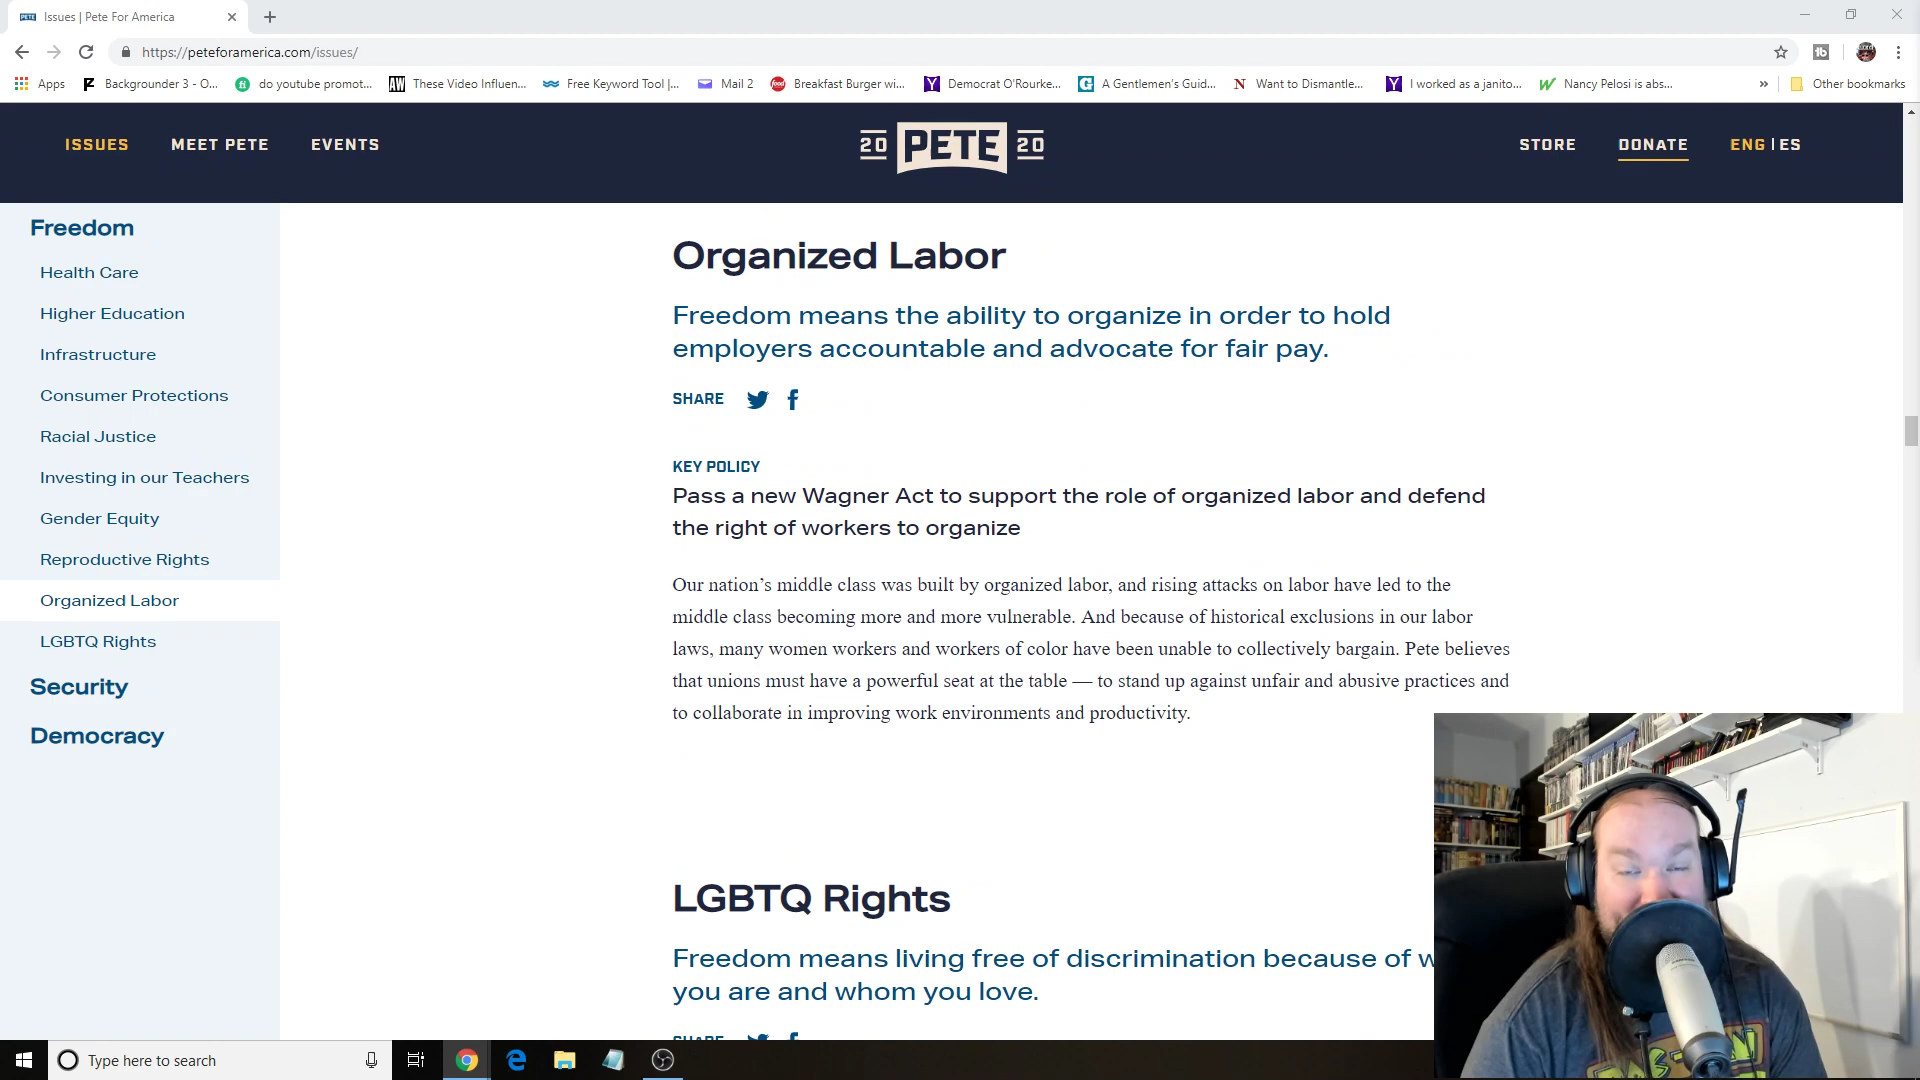 Issues | Pete For America
https://peteforamerica.com/issues/
Apps
Backgrounder 3 - O...
do youtube promot...
These Video Influen...
Free Keyword Tool |...
Mail 2
Breakfast Burger wi...
Democrat O'Rourke...
A Gentlemen's Guid...
Want to Dismantle...
I worked as a janito...
Nancy Pelosi is abs...
»
Other bookmarks
ISSUES
MEET PETE
EVENTS
20 PETE 20
STORE
DONATE
ENG | ES
Freedom
Health Care
Higher Education
Infrastructure
Consumer Protections
Racial Justice
Investing in our Teachers
Gender Equity
Reproductive Rights
Organized Labor
LGBTQ Rights
Security
Democracy
Organized Labor
Freedom means the ability to organize in order to hold
employers accountable and advocate for fair pay.
SHARE
KEY POLICY
Pass a new Wagner Act to support the role of organized labor and defend
the right of workers to organize
Our nation’s middle class was built by organized labor, and rising attacks on labor have led to the
middle class becoming more and more vulnerable. And because of historical exclusions in our labor
laws, many women workers and workers of color have been unable to collectively bargain. Pete believes
that unions must have a powerful seat at the table — to stand up against unfair and abusive practices and
to collaborate in improving work environments and productivity.
LGBTQ Rights
Freedom means living free of discrimination because of w
you are and whom you love.
SHARE
Type here to search